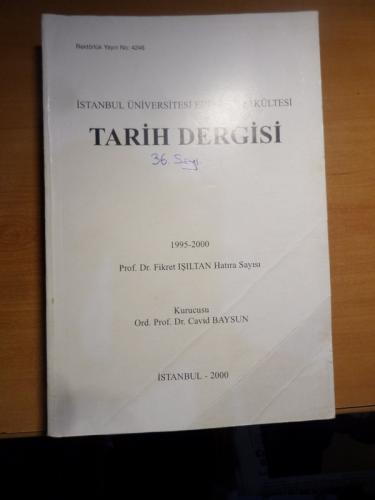 Rektörlük Yayın No: 4246
İSTANBUL ÜNİVERSİTESİ
TARİH DERGİSİ
36. Sayı.
1995-2000
Prof. Dr. Fikret IŞILTAN Hatıra Sayısı
Kurucusu
Ord. Prof. Dr. Cavid BAYSUN
İSTANBUL - 2000